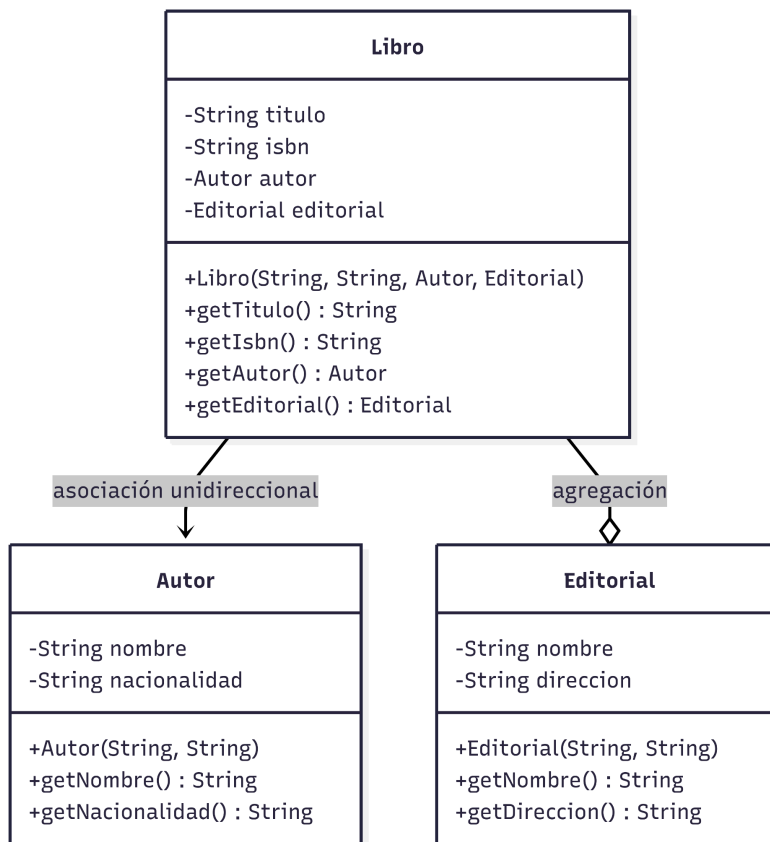 Libro
-String titulo
-String isbn
-Autor autor
-Editorial editorial
+Libro(String, String, Autor, Editorial)
+getTitulo() : String
+getIsbn() : String
+getAutor() : Autor
+getEditorial() : Editorial
asociación unidireccional
agregación
Autor
-String nombre
-String nacionalidad
+Autor(String, String)
+getNombre() : String
+getNacionalidad() : String
Editorial
-String nombre
-String direccion
+Editorial(String, String)
+getNombre() : String
+getDireccion() : String